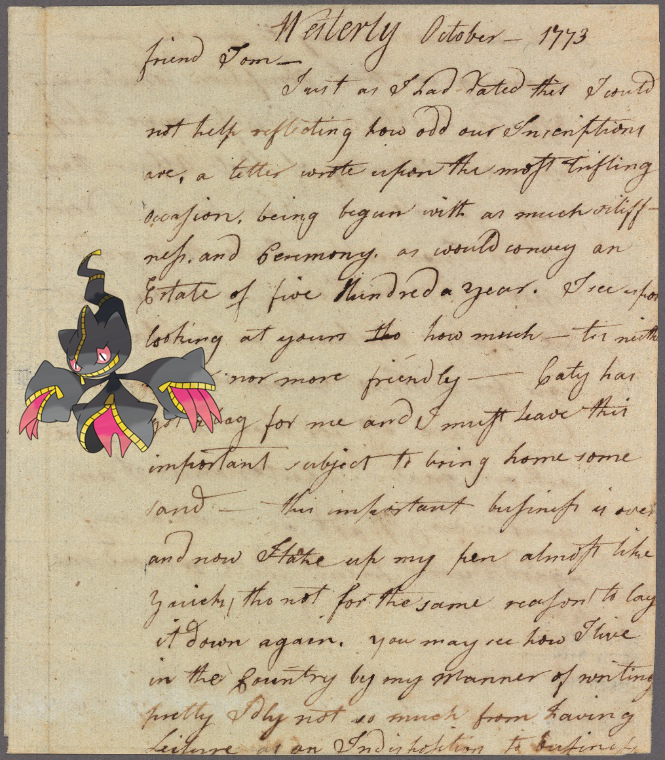 Westerly October – 1773
friend Tom –
Just as I had dated this I could
not help reflecting how odd our Inscriptions
are, a letter wrote upon the most trifling
occasion, being begun with as much stiff-
ness, and Ceremony, as would convey an
Estate of five Hundred a year. I see upon
looking at yours tho how much – tis
nor more friendly – Caty has
got a bag for me and I must leave this
important subject to bring home some
sand – this important business is over
and now I take up my pen almost like
tho not for the same reason to lay
it down again. you may see how I live
in the Country by my manner of writing
pretty Idly not so much from having
Leisure as an Indisposition to business